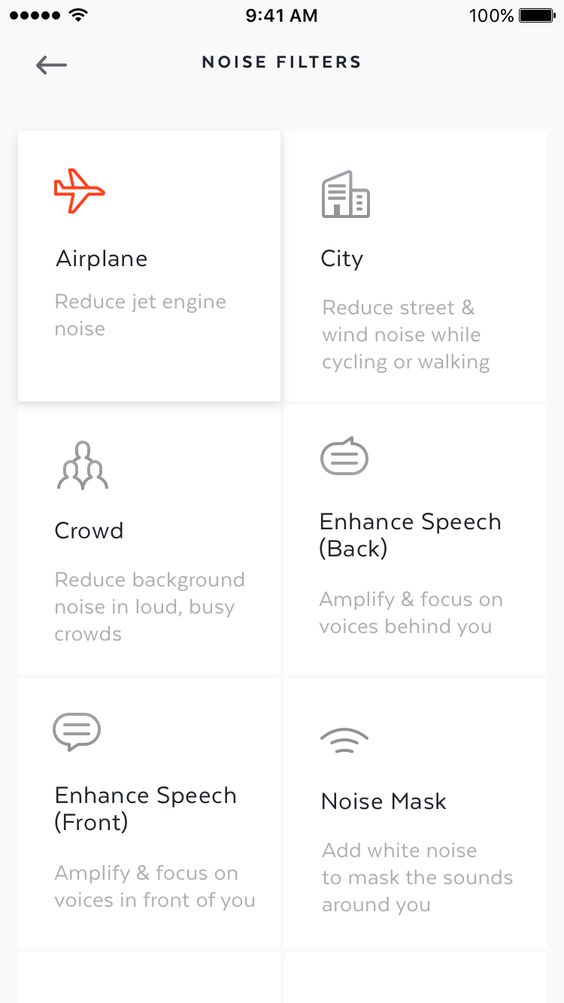 9:41 AM 100%
NOISE FILTERS
Airplane
Reduce jet engine
noise
City
Reduce street &
wind noise while
cycling or walking
Crowd
Reduce background
noise in loud, busy
crowds
Enhance Speech
(Back)
Amplify & focus on
voices behind you
Enhance Speech
(Front)
Amplify & focus on
voices in front of you
Noise Mask
Add white noise
to mask the sounds
around you